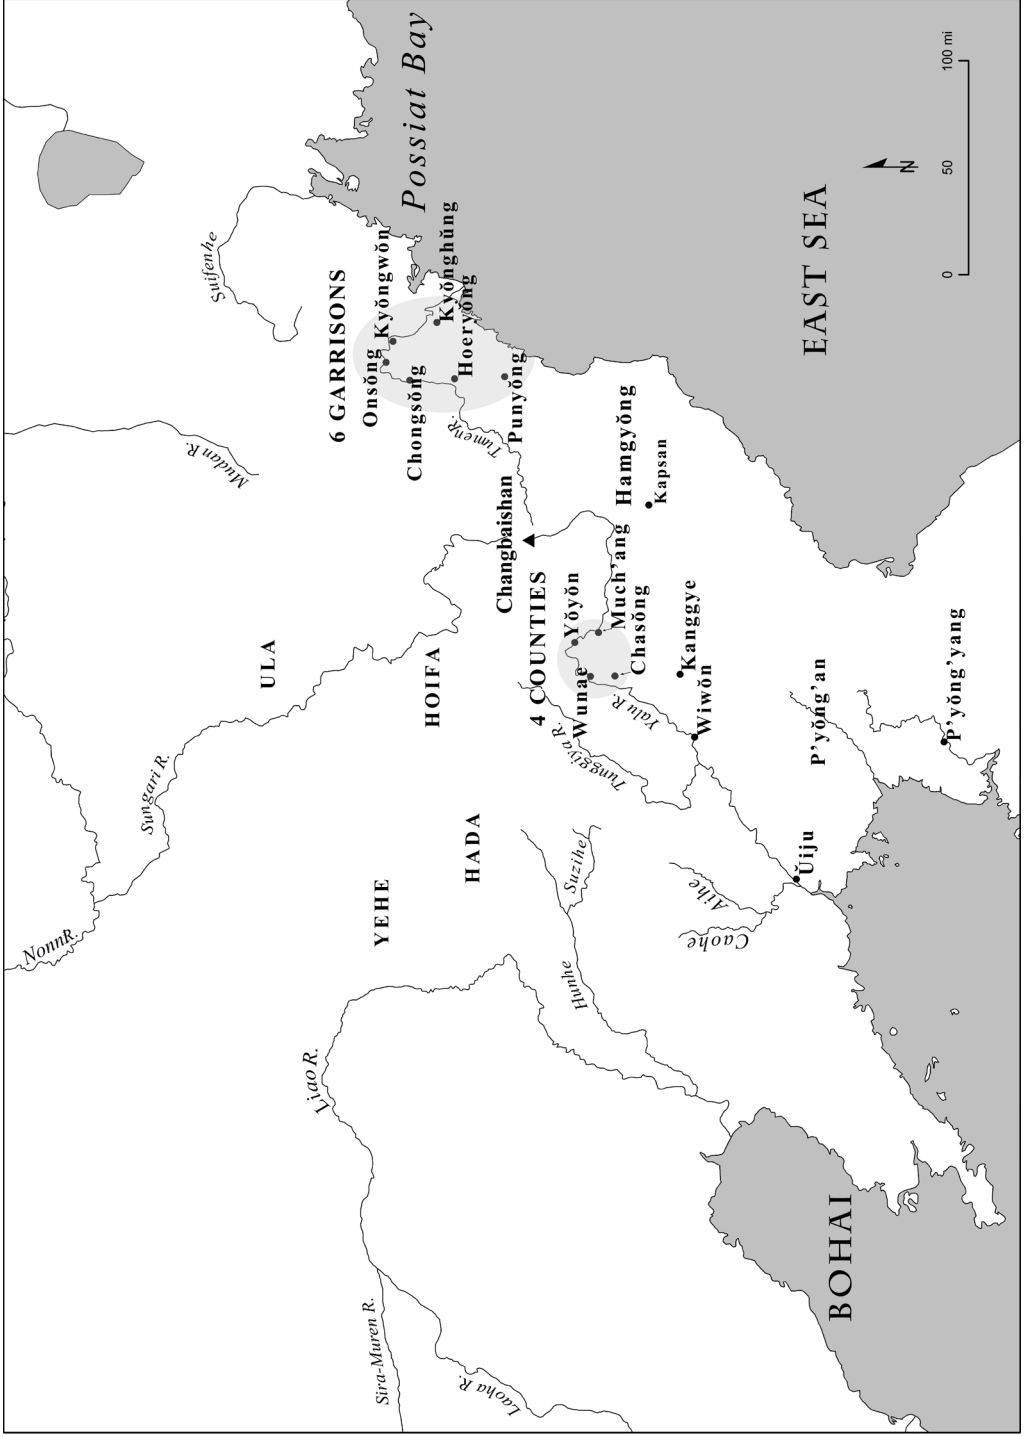 Nonn R.
Sungari R.
ULA
Mudan R.
Suifenhe
Liao R.
YEHE
HADA
HOIFA
6 GARRISONS
Onsŏng
Kyŏngwŏn
Chongsŏng
Kyŏnghŭng
Hoeryŏng
Punyŏng
Tumen R.
Possiat Bay
Sira-Muren R.
Laoha R.
Hunhe
Suzihe
Tunggiya R.
4 COUNTIES
Changbaishan
Yŏyŏn
Wunae
Much'ang
Chasŏng
Hamgyŏng
Kapsan
Yalu R.
Kanggye
Wiwŏn
Aihe
Caohe
Ŭiju
P'yŏng'an
P'yŏng'yang
BOHAI
EAST SEA
N
0 50 100 mi